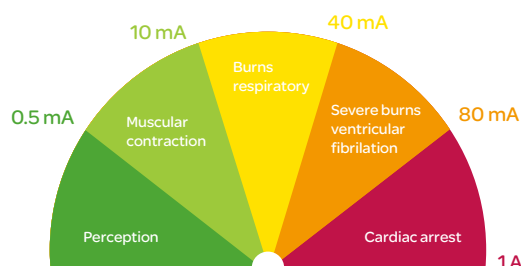 10 mA
40 mA
Burns
respiratory
0.5 mA
Muscular
contraction
Severe burns
ventricular
fibrilation
80 mA
Perception
Cardiac arrest
1A